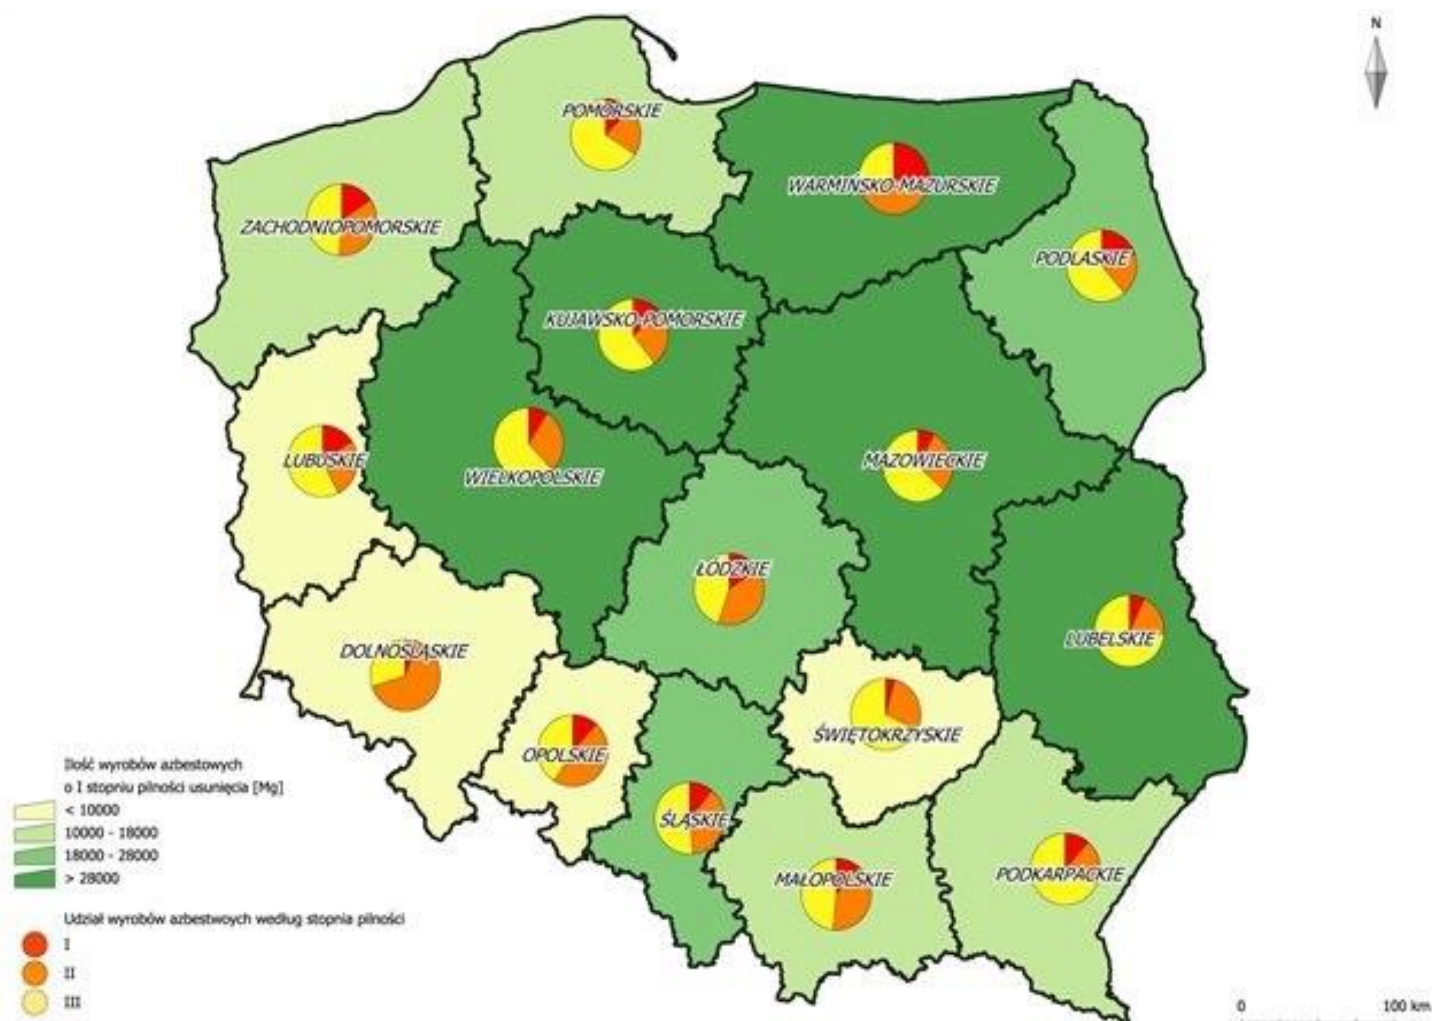 N
POMORSKIE
WARMIŃSKO-MAZURSKIE
ZACHODNIOPOMORSKIE
PODLASKIE
KUJAWSKO-POMORSKIE
LUBUSKIE
WIELKOPOLSKIE
MAZOWIECKIE
ŁÓDZKIE
LUBELSKIE
DOLNOŚLĄSKIE
OPOLSKIE
ŚWIĘTOKRZYSKIE
ŚLĄSKIE
MAŁOPOLSKIE
PODKARPACKIE
Ilość wyrobów azbestowych
o I stopniu pilności usunięcia [Mg]
< 10000
10000 - 18000
18000 - 28000
> 28000
Udział wyrobów azbestwoych według stopnia pilności
I
II
III
0 100 km